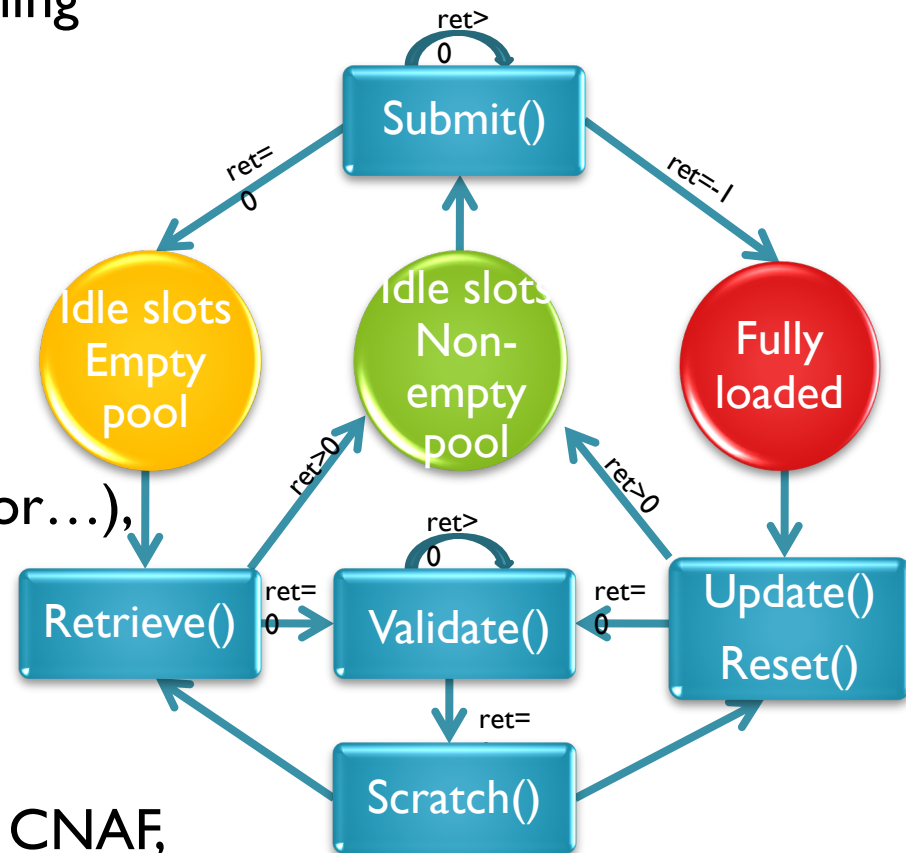 ret>
0
Submit()
ret=
0
ret=-1
Idle slots
Empty
pool
Idle slots
Non-
empty
pool
Fully
loaded
or…),
ret>0
ret>0
ret>
0
Retrieve()
ret=
0
Validate()
ret=
0
Update()
Reset()
ret=
Scratch()
CNAF,